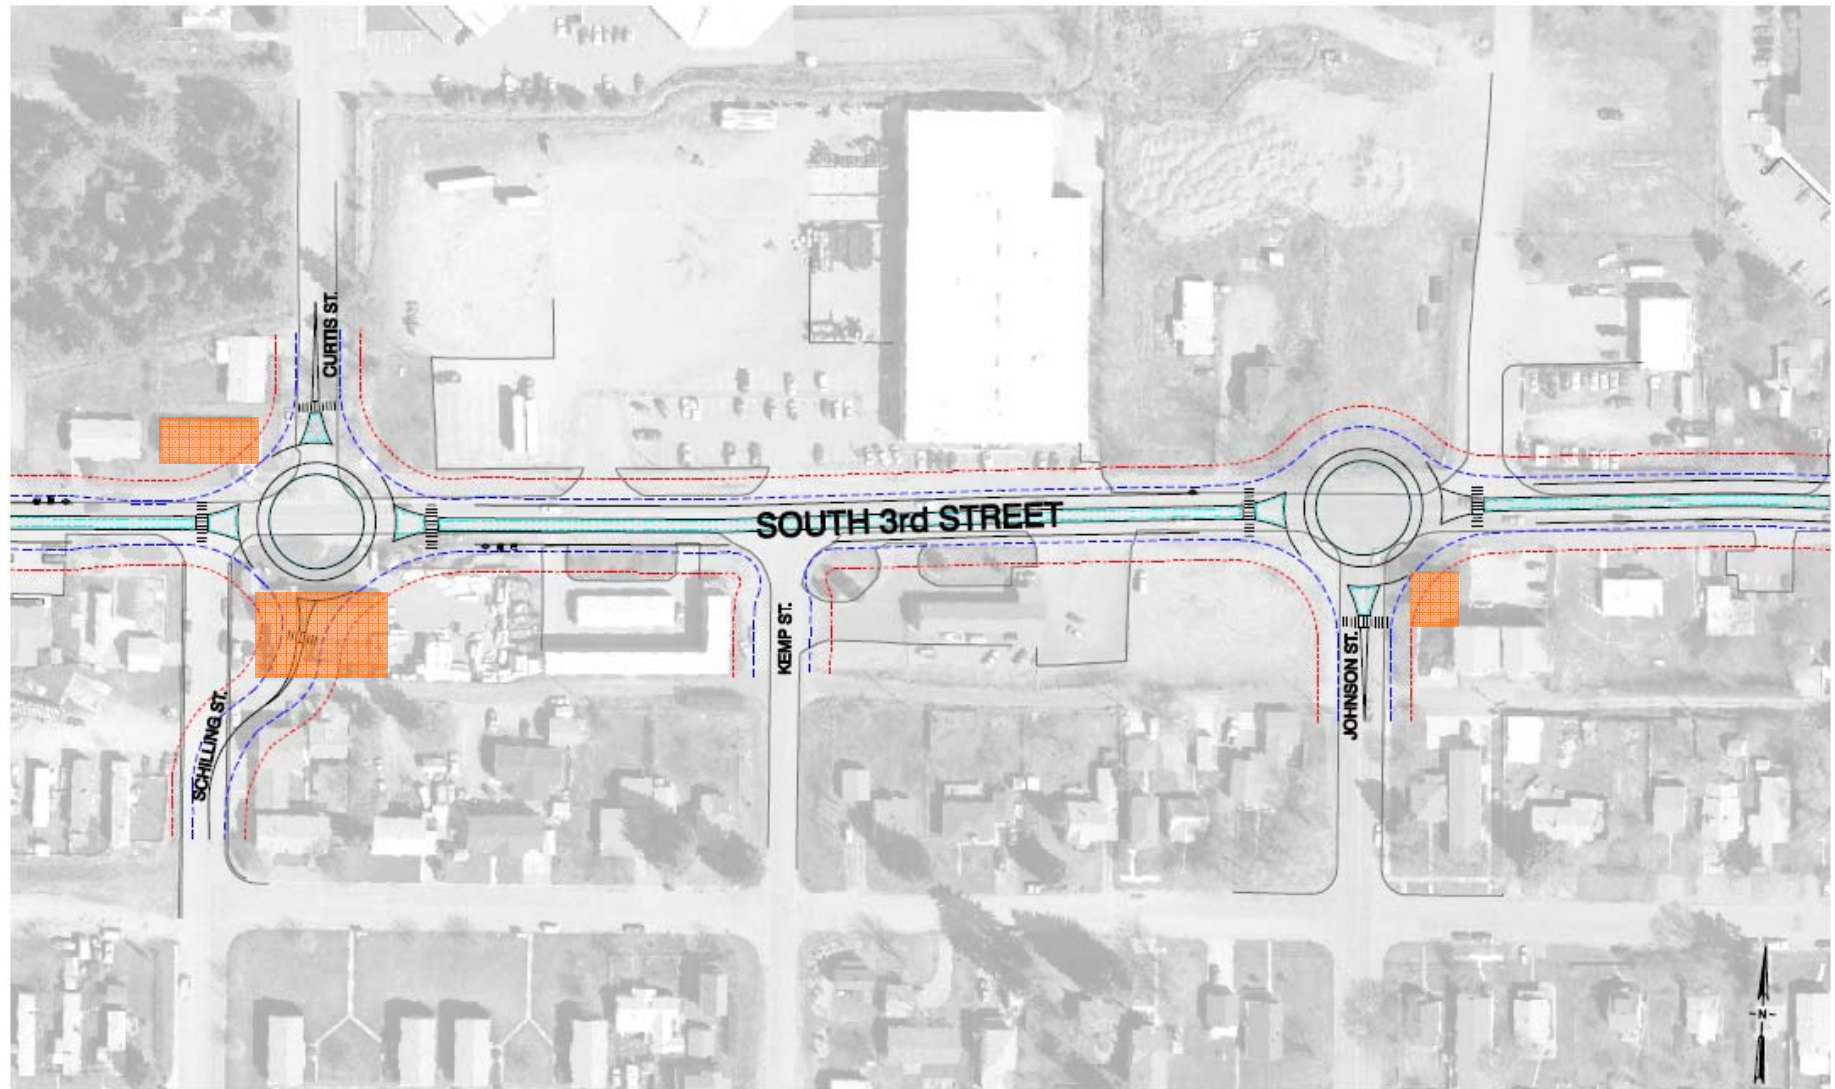 CURTIS ST.
SOUTH 3rd STREET
KEMP ST.
SCHILLING ST.
JOHNSON ST.
N